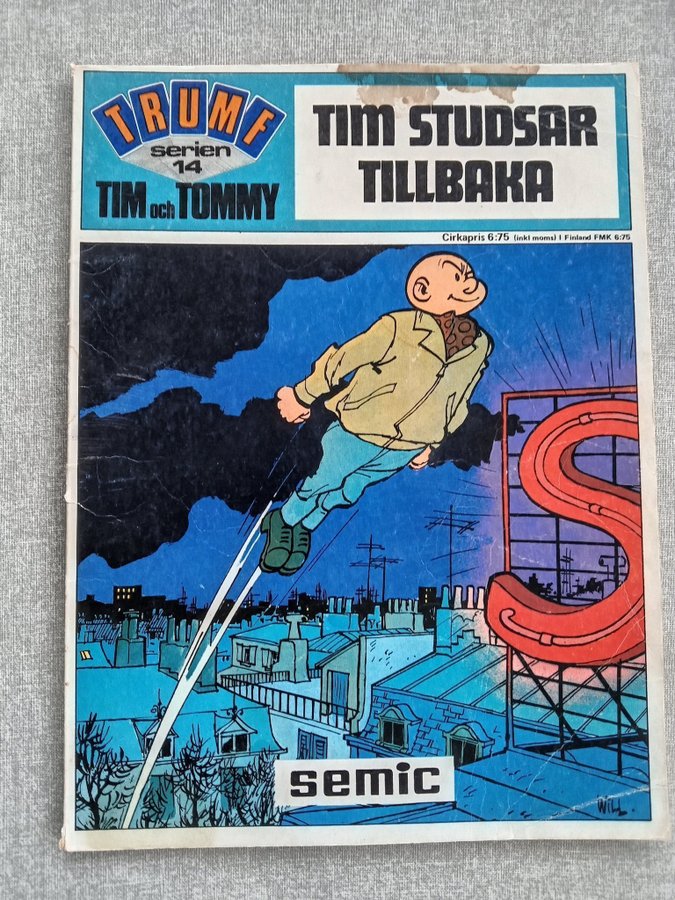 TRUMF
serien
14
TIM och TOMMY
TIM STUDSAR
TILLBAKA
Cirkapris 6:75 (inkl moms) I Finland FMK 6:75
S
semic
Will